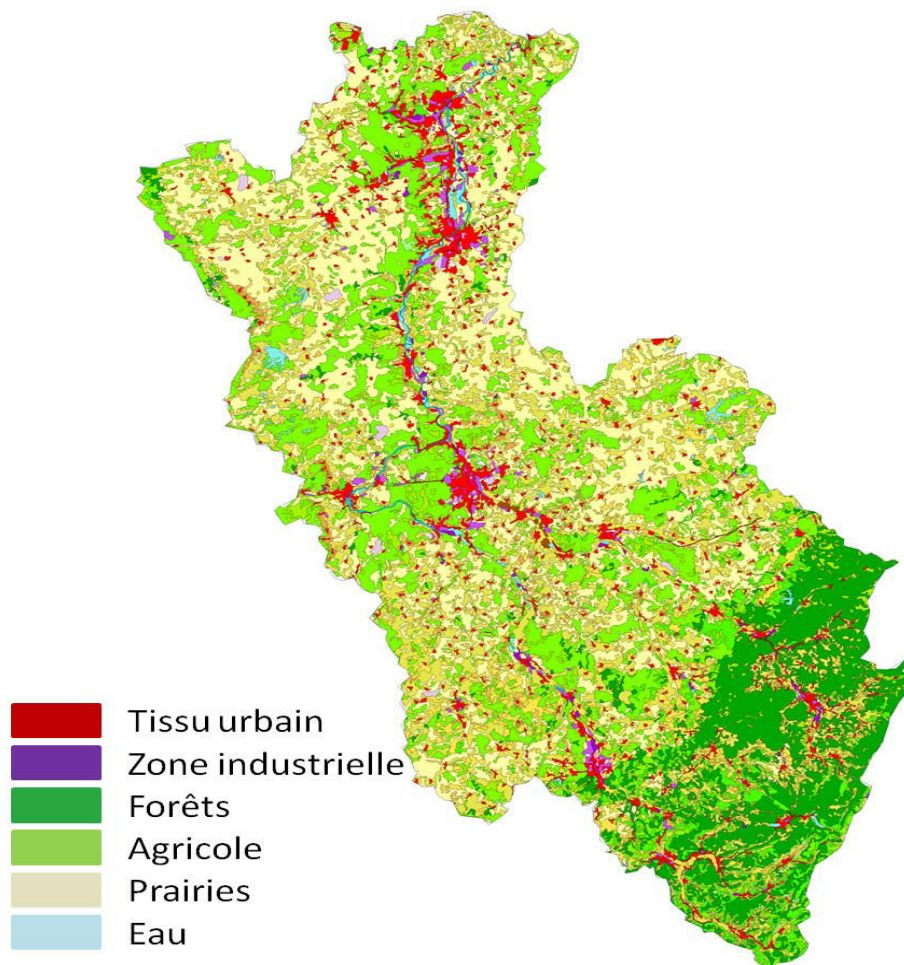 Tissu urbain
Zone industrielle
Forêts
Agricole
Prairies
Eau